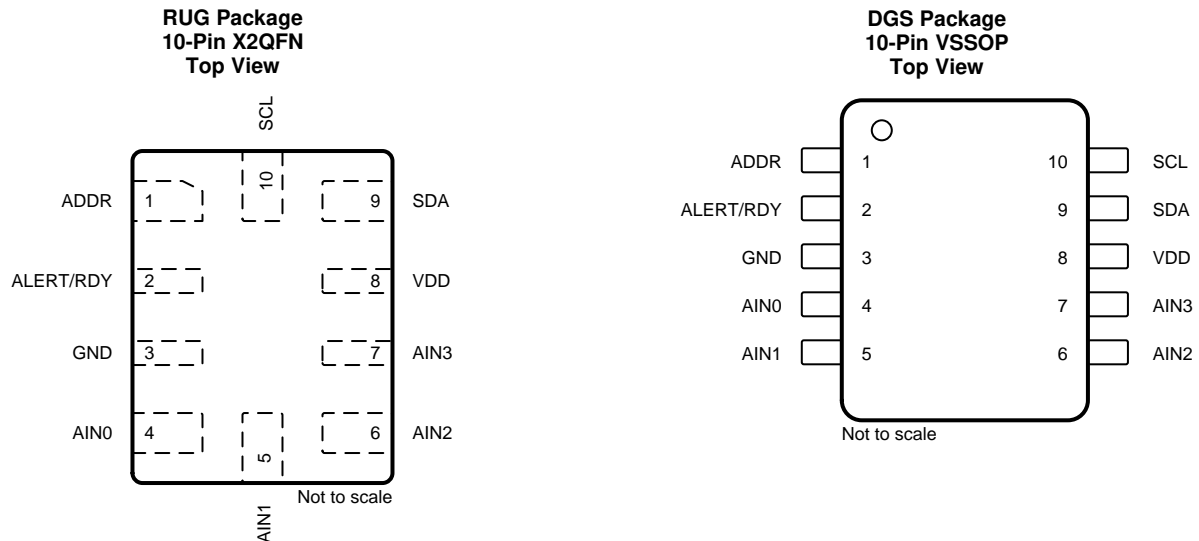 RUG Package
10-Pin X2QFN
Top View
SCL
10
ADDR 1 9 SDA
ALERT/RDY 2 8 VDD
GND 3 7 AIN3
AIN0 4 6 AIN2
5
Not to scale
AIN1
DGS Package
10-Pin VSSOP
Top View
ADDR 1 10 SCL
ALERT/RDY 2 9 SDA
GND 3 8 VDD
AIN0 4 7 AIN3
AIN1 5 6 AIN2
Not to scale